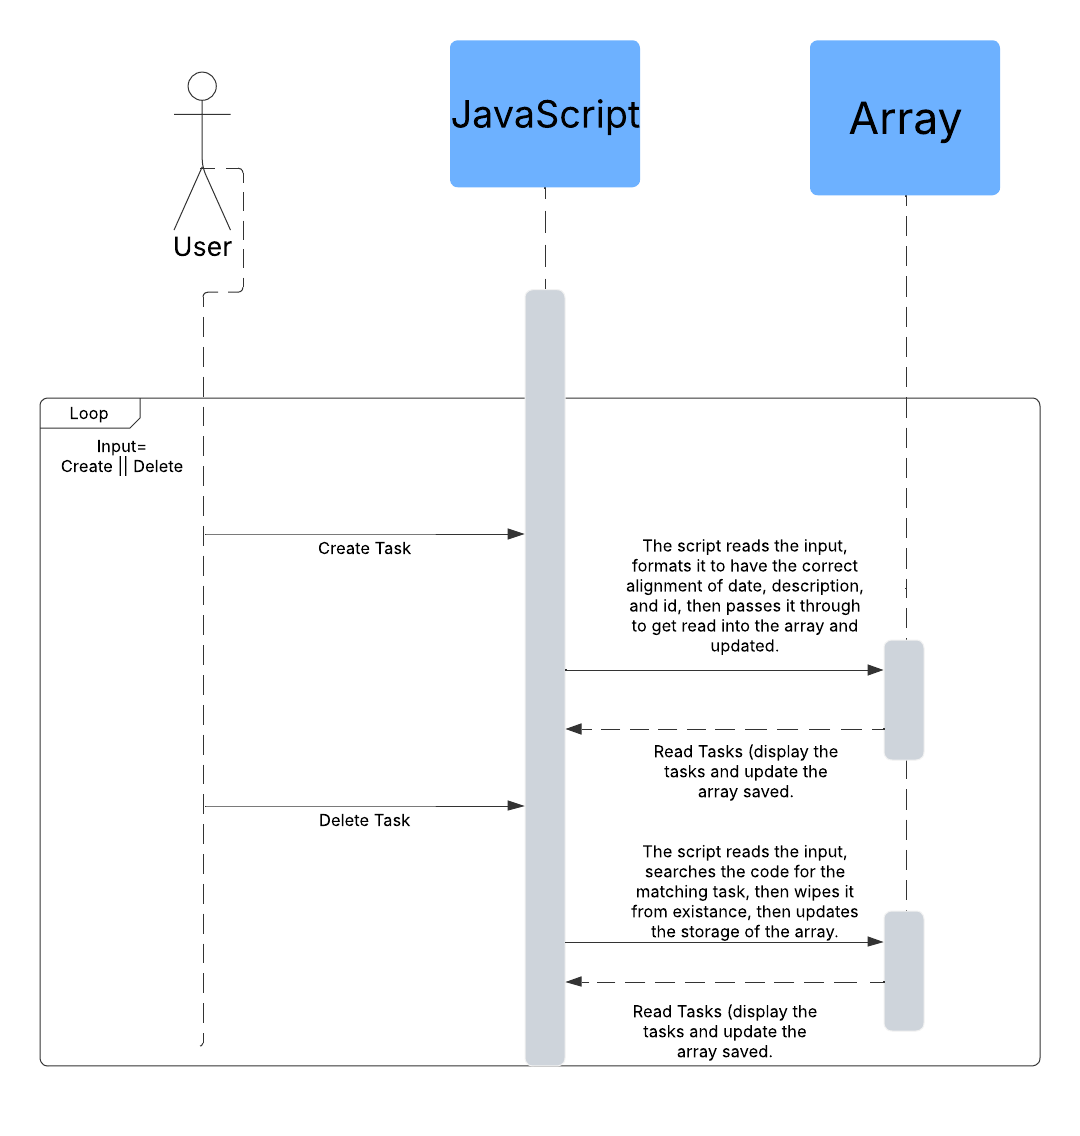 JavaScript
Array
User
Loop
Input=
Create || Delete
Create Task
The script reads the input,
formats it to have the correct
alignment of date, description,
and id, then passes it through
to get read into the array and
updated.
Read Tasks (display the
tasks and update the
array saved.
Delete Task
The script reads the input,
searches the code for the
matching task, then wipes it
from existance, then updates
the storage of the array.
Read Tasks (display the
tasks and update the
array saved.